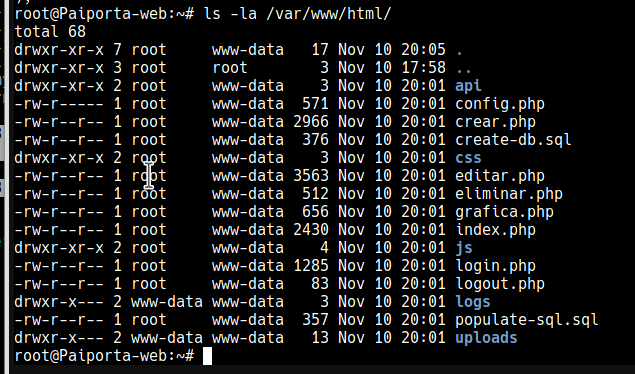 root@Paiporta-web:~# ls -la /var/www/html/
total 68
drwxr-xr-x 7 root     www-data   17 Nov 10 20:05 .
drwxr-xr-x 3 root     root        3 Nov 10 17:58 ..
drwxr-xr-x 2 root     www-data    3 Nov 10 20:01 api
-rw-r----- 1 root     www-data  571 Nov 10 20:01 config.php
-rw-r--r-- 1 root     www-data 2966 Nov 10 20:01 crear.php
-rw-r--r-- 1 root     www-data  376 Nov 10 20:01 create-db.sql
drwxr-xr-x 2 root     www-data    3 Nov 10 20:01 css
-rw-r--r-- 1 root     www-data 3563 Nov 10 20:01 editar.php
-rw-r--r-- 1 root     www-data  512 Nov 10 20:01 eliminar.php
-rw-r--r-- 1 root     www-data  656 Nov 10 20:01 grafica.php
-rw-r--r-- 1 root     www-data 2430 Nov 10 20:01 index.php
drwxr-xr-x 2 root     www-data    4 Nov 10 20:01 js
-rw-r--r-- 1 root     www-data 1285 Nov 10 20:01 login.php
-rw-r--r-- 1 root     www-data   83 Nov 10 20:01 logout.php
drwxr-x--- 2 www-data www-data    3 Nov 10 20:01 logs
-rw-r--r-- 1 root     www-data  357 Nov 10 20:01 populate-sql.sql
drwxr-x--- 2 www-data www-data   13 Nov 10 20:01 uploads
root@Paiporta-web:~#